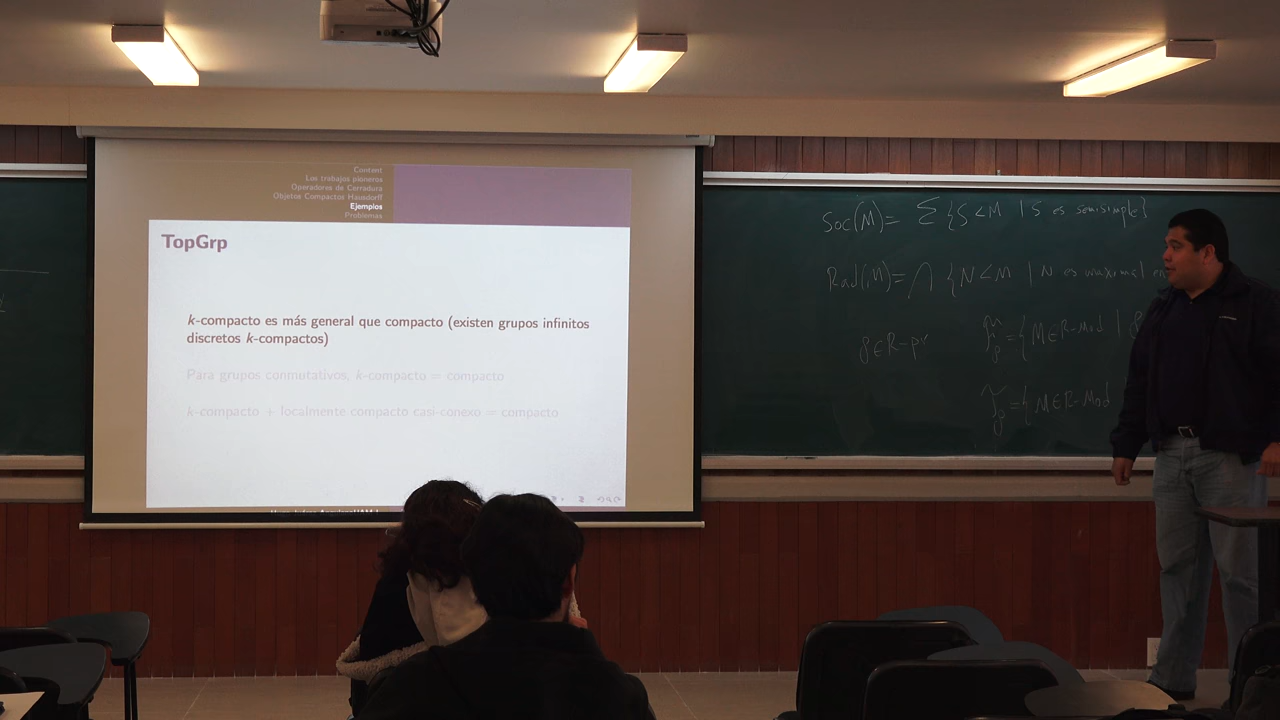 Content
Los trabajos pioneros
Operadores de Cerradura
Objetos Compactos Hausdorff
Ejemplos
Problemas
TopGrp
k-compacto es más general que compacto (existen grupos infinitos
discretos k-compactos)
Para grupos conmutativos, k-compacto = compacto
k-compacto + localmente compacto casi-conexo = compacto
Soc(M)= Σ {S<M | S es semisimple}
Rad(M)= ∩ {N<M | N es maximal en
={M∈R-Mod |
={M∈R-Mod